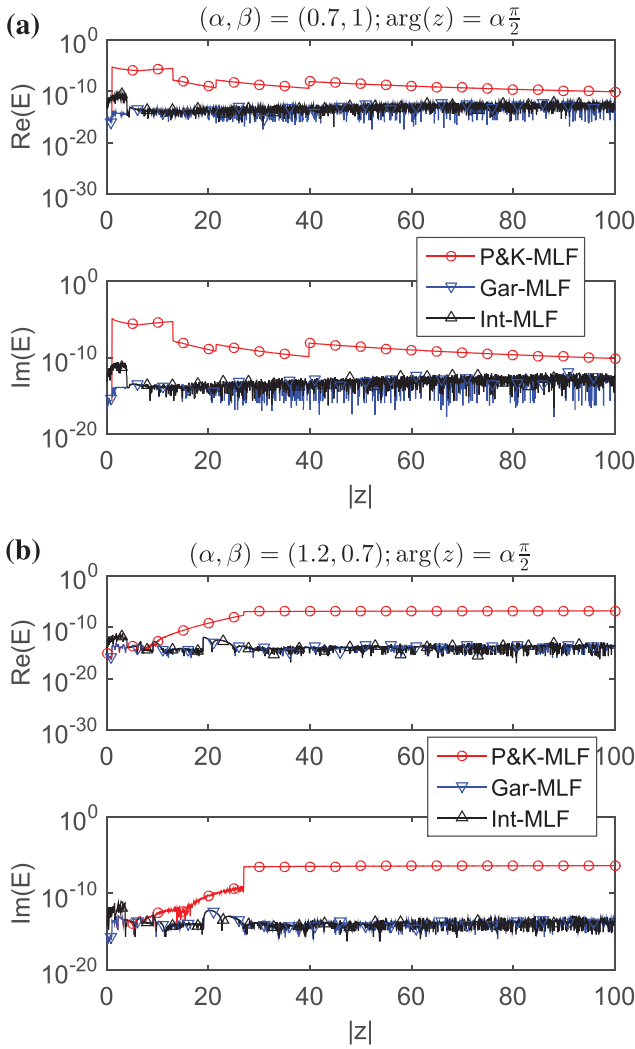 (a)
(α, β) = (0.7, 1); arg(z) = α π/2
Re(E)
10^0
10^-10
10^-20
10^-30
0 20 40 60 80 100
P&K-MLF
Gar-MLF
Int-MLF
Im(E)
10^0
10^-10
10^-20
0 20 40 60 80 100
|z|
(b)
(α, β) = (1.2, 0.7); arg(z) = α π/2
Re(E)
10^0
10^-10
10^-20
10^-30
0 20 40 60 80 100
P&K-MLF
Gar-MLF
Int-MLF
Im(E)
10^0
10^-10
10^-20
0 20 40 60 80 100
|z|